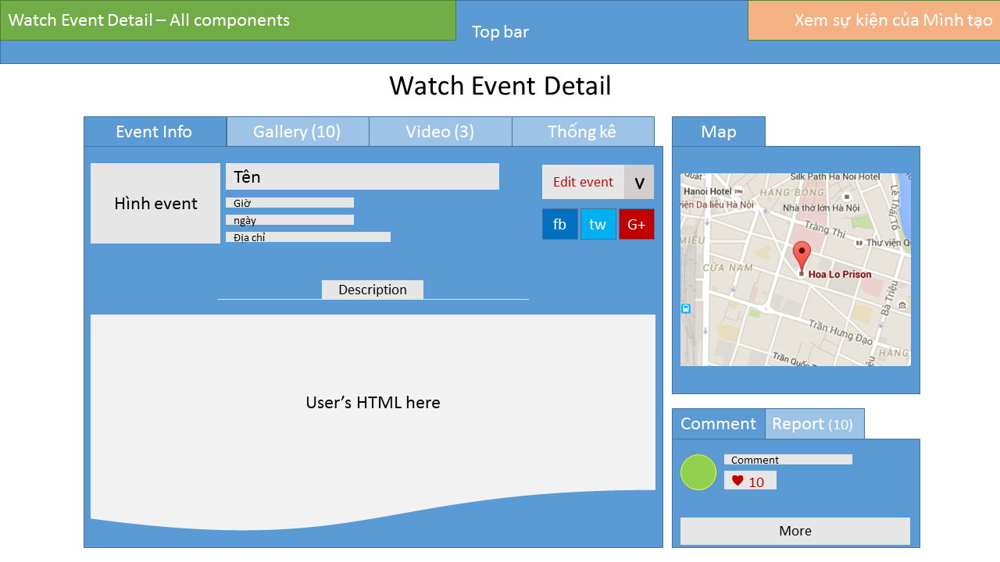 Watch Event Detail – All components
Top bar
Xem sự kiện của Mình tạo
Watch Event Detail
Event Info
Gallery (10)
Video (3)
Thống kê
Map
Hình event
Tên
Giờ
ngày
Địa chỉ
Edit event
V
fb
tw
G+
Description
User’s HTML here
Silk Path Ha Noi Hotel
Hanoi Hotel
HÀNG BÔNG
Lê Thái Tổ
viện Da liễu Hà Nội
Nhà thờ lớn Hà Nội
Tràng Thi
Thư viện Q
CỬA NAM
Hoa Lo Prison
Bà Triệu
Trần Hưng Đạo
HÀNG
Trần Quốc
Comment
Report (10)
Comment
10
More